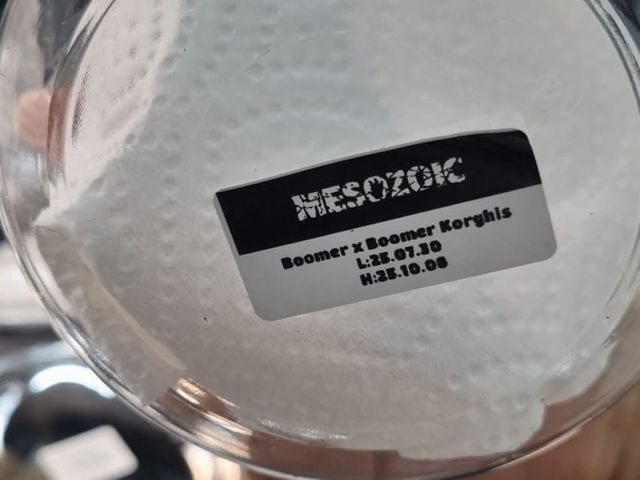 MESOZOIC
Boomer x Boomer Korghis
L:25.07.30
H:25.10.08